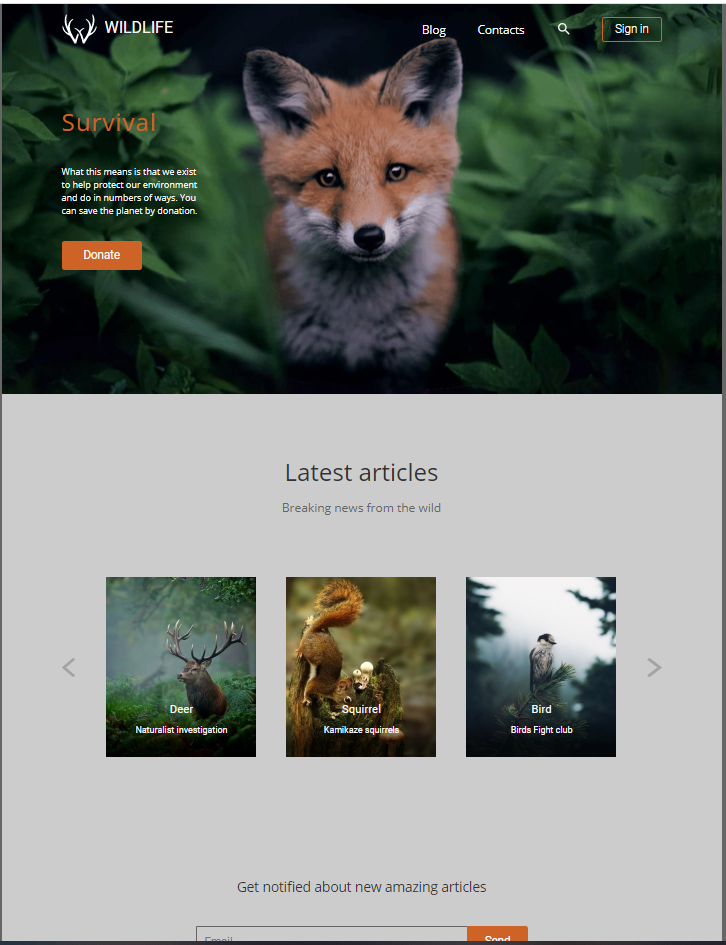 WILDLIFE
Blog
Contacts
Sign in
Survival
What this means is that we exist
to help protect our environment
and do in numbers of ways. You
can save the planet by donation.
Donate
Latest articles
Breaking news from the wild
Deer
Naturalist investigation
Squirrel
Kamikaze squirrels
Bird
Birds Fight club
Get notified about new amazing articles
Email
Send